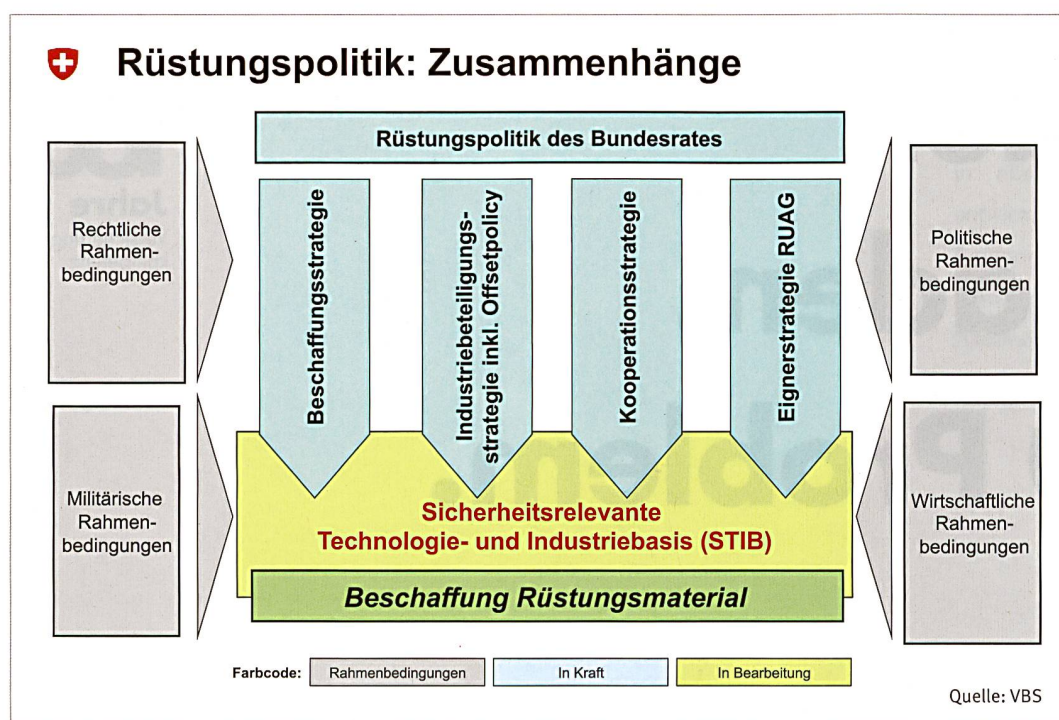 Rüstungspolitik: Zusammenhänge
Rüstungspolitik des Bundesrates
Rechtliche
Rahmen-
bedingungen
Militärische
Rahmen-
bedingungen
Beschaffungsstrategie
Industriebeteiligungs-
strategie inkl. Offsetpolicy
Kooperationsstrategie
Eignerstrategie RUAG
Politische
Rahmen-
bedingungen
Wirtschaftliche
Rahmen-
bedingungen
Sicherheitsrelevante
Technologie- und Industriebasis (STIB)
Beschaffung Rüstungsmaterial
Farbcode:
Rahmenbedingungen
In Kraft
In Bearbeitung
Quelle: VBS